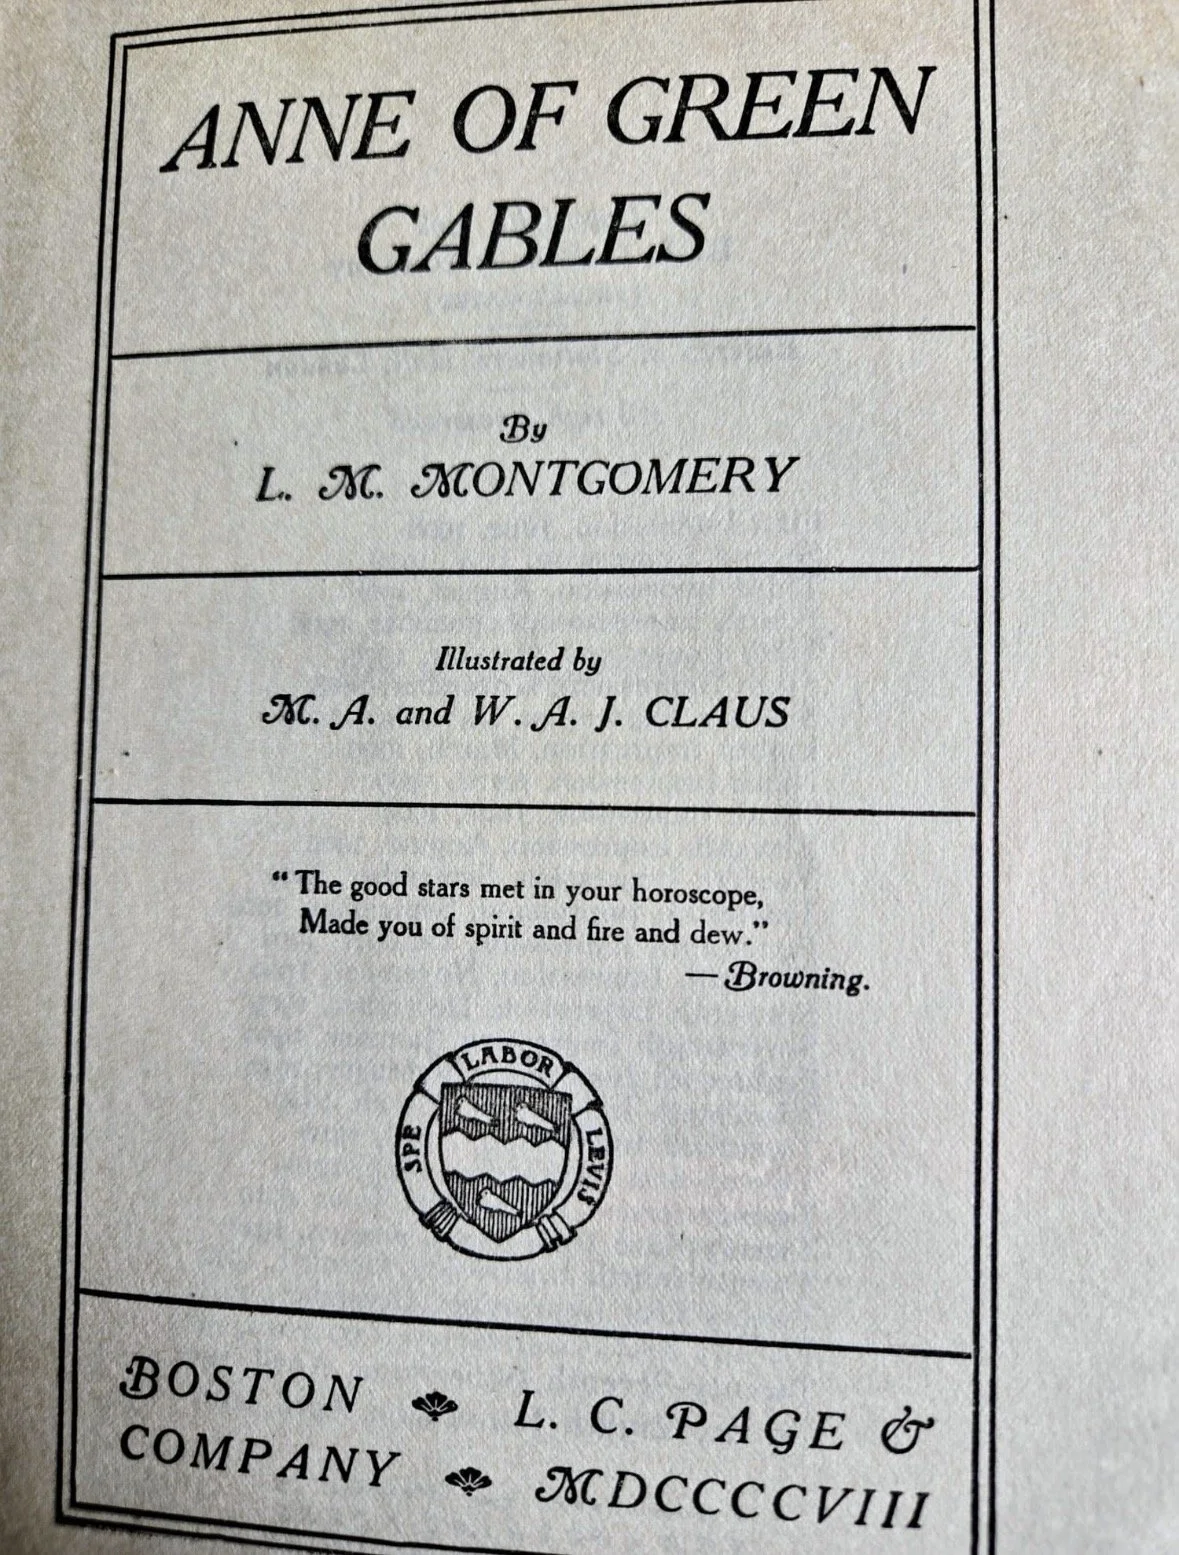 ANNE OF GREEN
GABLES
By
L. M. MONTGOMERY
Illustrated by
M. A. and W. A. J. CLAUS
“The good stars met in your horoscope,
Made you of spirit and fire and dew.”
—Browning.
SPE LABOR LEVIS
BOSTON L. C. PAGE &
COMPANY MDCCCCVIII